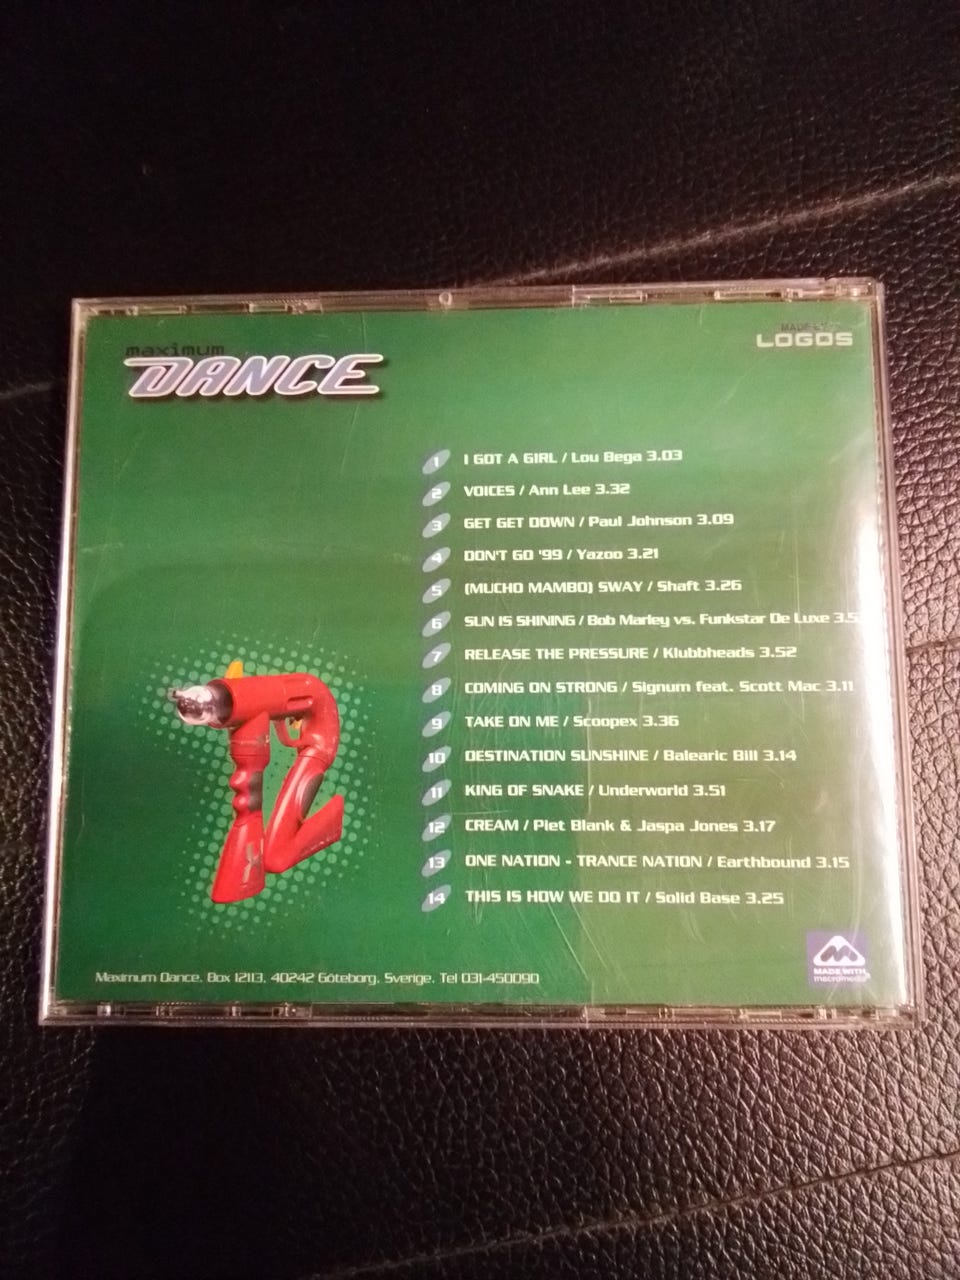 maximum
DANCE
MADE BY
LOGOS
1 I GOT A GIRL / Lou Bega 3.03
2 VOICES / Ann Lee 3.32
3 GET GET DOWN / Paul Johnson 3.09
4 DON'T GO '99 / Yazoo 3.21
5 (MUCHO MAMBO) SWAY / Shaft 3.26
6 SUN IS SHINING / Bob Marley vs. Funkstar De Luxe
7 RELEASE THE PRESSURE / Klubbheads 3.52
8 COMING ON STRONG / Signum feat. Scott Mac 3.11
9 TAKE ON ME / Scoopex 3.36
10 DESTINATION SUNSHINE / Balearic Bill 3.14
11 KING OF SNAKE / Underworld 3.51
12 CREAM / Piet Blank & Jaspa Jones 3.17
13 ONE NATION - TRANCE NATION / Earthbound 3.15
14 THIS IS HOW WE DO IT / Solid Base 3.25
MADE WITH
macromedia
Maximum Dance, Box 12113, 40242 Göteborg, Sverige, Tel 031-450090